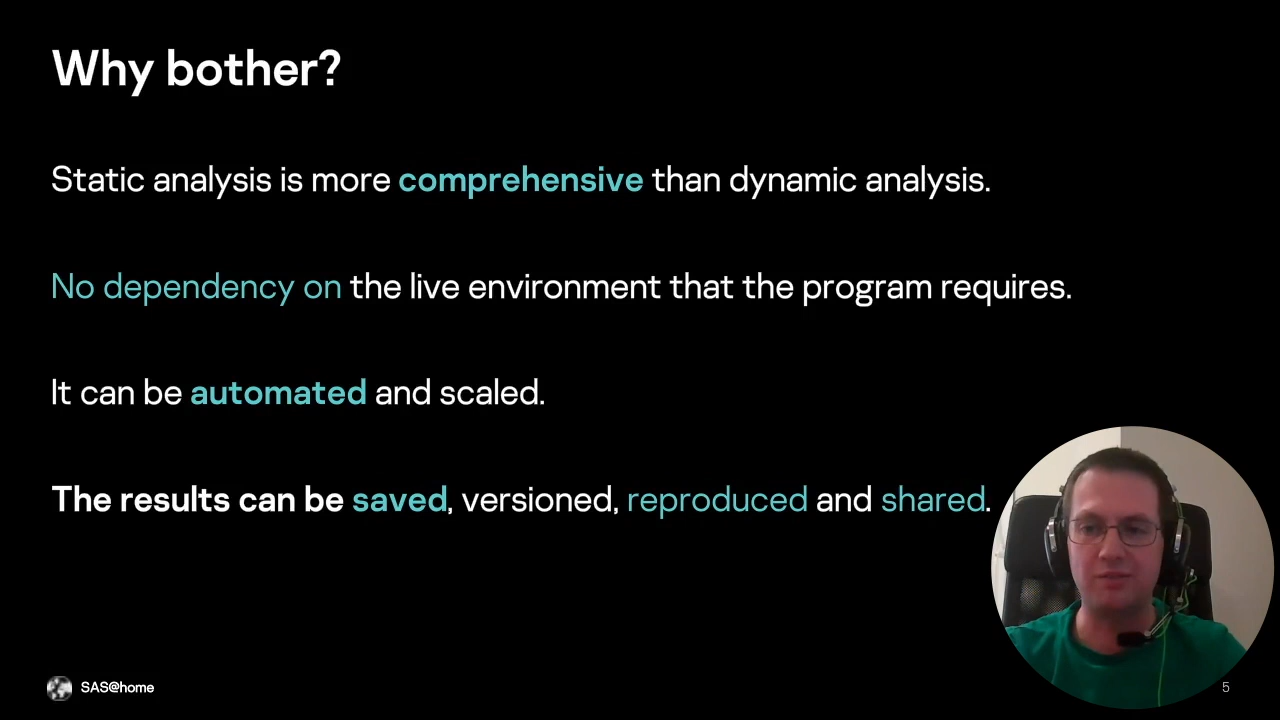 Why bother?
Static analysis is more comprehensive than dynamic analysis.
No dependency on the live environment that the program requires.
It can be automated and scaled.
The results can be saved, versioned, reproduced and shared.
SAS@home
5